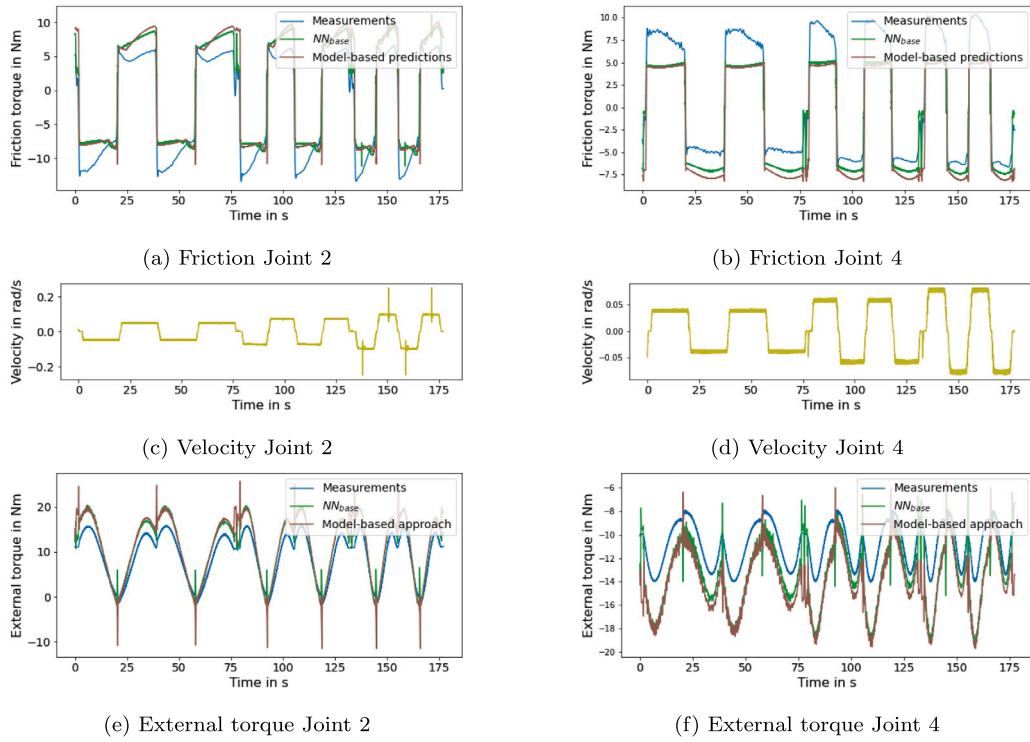 Measurements
NN_base
Model-based predictions
10
5
0
−5
−10
Friction torque in Nm
0 25 50 75 100 125 150 175
Time in s
(a) Friction Joint 2
Measurements
NN_base
Model-based predictions
10.0
7.5
5.0
2.5
0.0
−2.5
−5.0
−7.5
Friction torque in Nm
0 25 50 75 100 125 150 175
Time in s
(b) Friction Joint 4
0.2
0.0
−0.2
Velocity in rad/s
0 25 50 75 100 125 150 175
Time in s
(c) Velocity Joint 2
0.05
0.00
−0.05
Velocity in rad/s
0 25 50 75 100 125 150 175
Time in s
(d) Velocity Joint 4
Measurements
NN_base
Model-based approach
20
10
0
−10
External torque in Nm
0 25 50 75 100 125 150 175
Time in s
(e) External torque Joint 2
Measurements
NN_base
Model-based approach
−6
−8
−10
−12
−14
−16
−18
−20
External torque in Nm
0 25 50 75 100 125 150 175
Time in s
(f) External torque Joint 4